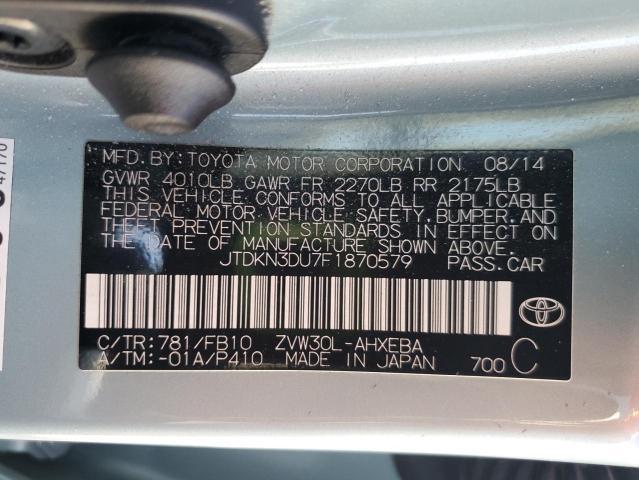 MFD. BY: TOYOTA MOTOR CORPORATION 08/14
GVWR 4010LB GAWR FR 2270LB RR 2175LB
THIS VEHICLE CONFORMS TO ALL APPLICABLE
FEDERAL MOTOR VEHICLE SAFETY, BUMPER, AND
THEFT PREVENTION STANDARDS IN EFFECT ON
THE DATE OF MANUFACTURE SHOWN ABOVE.
JTDKN3DU7F1870579 PASS. CAR
C/TR: 781/FB10 ZVW30L-AHXEBA
A/TM: -01A/P410 MADE IN JAPAN 700 C